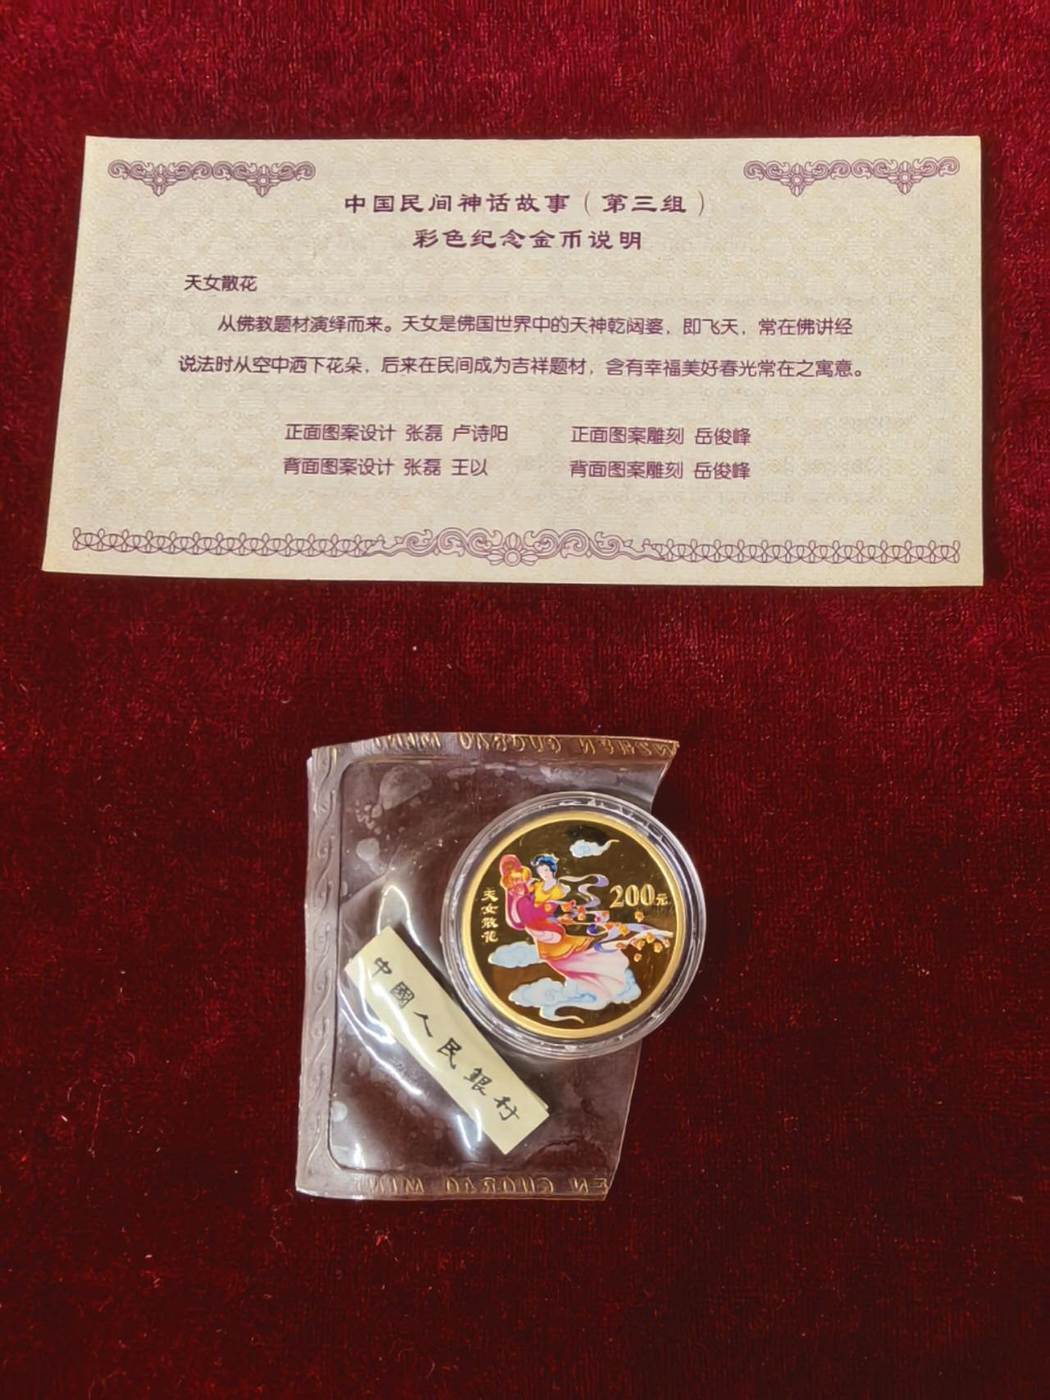 中国民间神话故事（第三组）
彩色纪念金币说明
天女散花
从佛教题材演绎而来。天女是佛国世界中的天神乾闼婆，即飞天，常在佛讲经
说法时从空中洒下花朵，后来在民间成为吉祥题材，含有幸福美好春光常在之寓意。
正面图案设计 张磊 卢诗阳 正面图案雕刻 岳俊峰
背面图案设计 张磊 王以 背面图案雕刻 岳俊峰
天女散花
200元
中國人民銀行